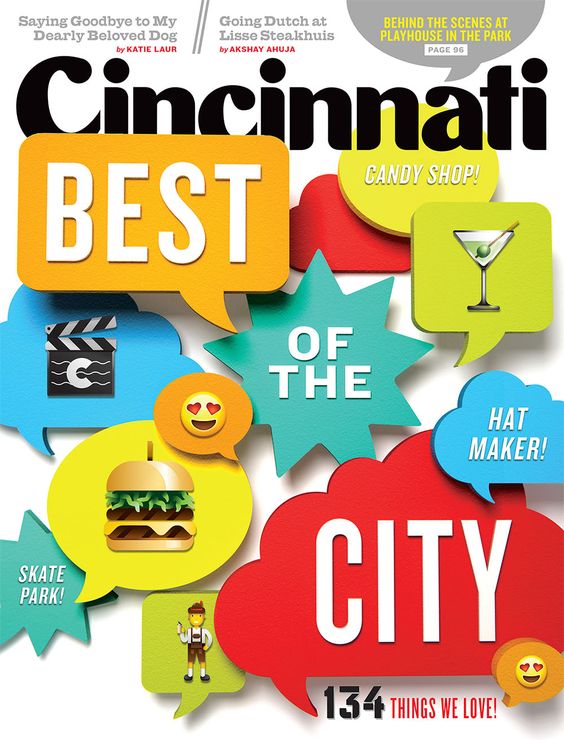 Saying Goodbye to My
Dearly Beloved Dog
by KATIE LAUR
Going Dutch at
Lisse Steakhuis
by AKSHAY AHUJA
BEHIND THE SCENES AT
PLAYHOUSE IN THE PARK
PAGE 96
Cincinnati
BEST
CANDY SHOP!
OF
THE
C
HAT
MAKER!
CITY
SKATE
PARK!
134 THINGS WE LOVE!